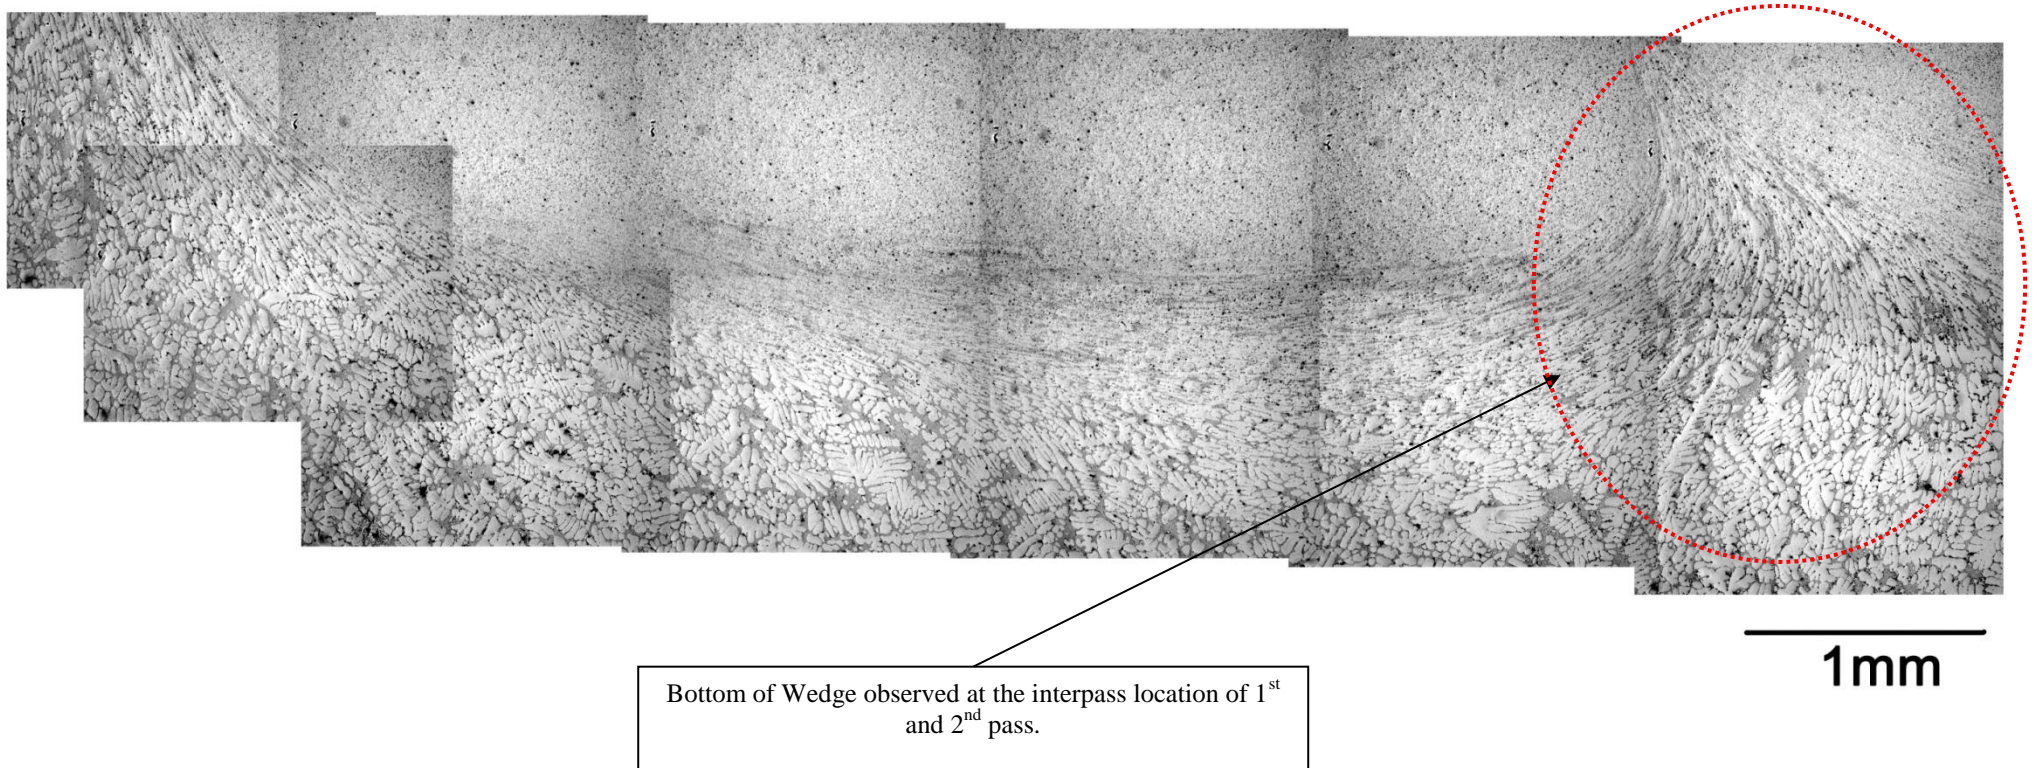 1mm
Bottom of Wedge observed at the interpass location of 1st
and 2nd pass.